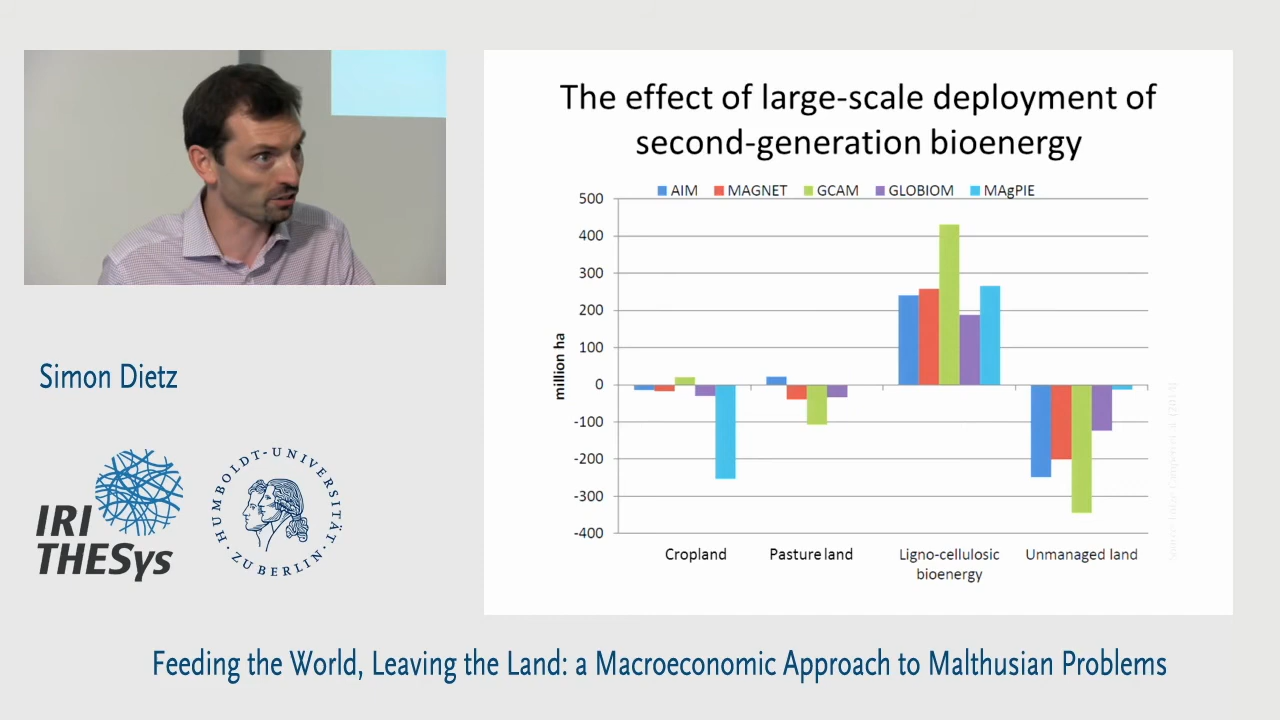 The effect of large-scale deployment of
second-generation bioenergy
AIM MAGNET GCAM GLOBIOM MAgPIE
500
400
300
200
100
0
-100
-200
-300
-400
million ha
Cropland Pasture land Ligno-cellulosic bioenergy Unmanaged land
Simon Dietz
IRI
THESys
HUMBOLDT-UNIVERSITÄT
ZU BERLIN
Feeding the World, Leaving the Land: a Macroeconomic Approach to Malthusian Problems